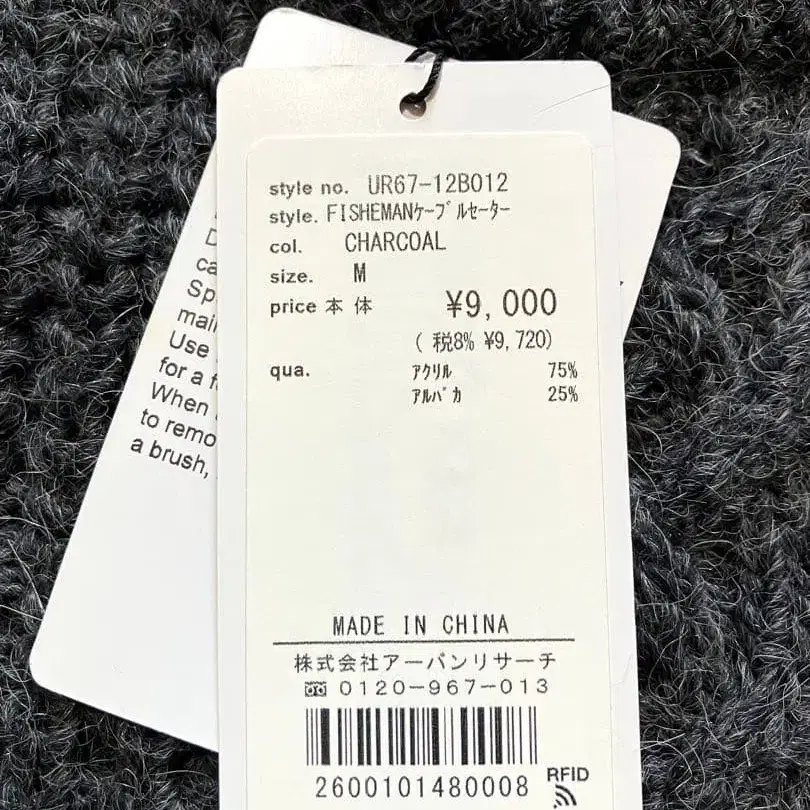 style no. UR67-12B012
style. FISHEMANｹｰﾌﾞﾙｾｰﾀｰ
col. CHARCOAL
size. M
price 本 体 ¥9,000
( 税8% ¥9,720)
qua. ｱｸﾘﾙ 75%
ｱﾙﾊﾟｶ 25%
MADE IN CHINA
株式会社アーバンリサーチ
0120-967-013
2600101480008
RFID
Use
for a
When
to remo
a brush,